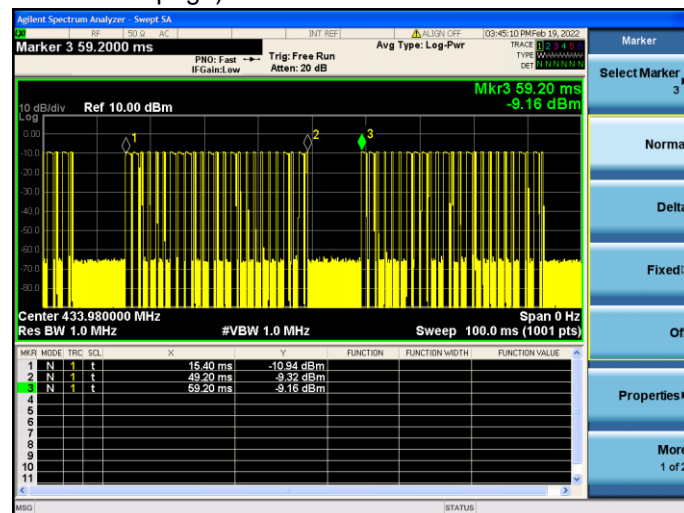 Agilent Spectrum Analyzer - Swept SA
RF 50 Ω AC INT REF ALIGN OFF 03:45:10 PM Feb 19, 2022
Marker 3 59.2000 ms
PNO: Fast
IFGain:Low
Trig: Free Run
Atten: 20 dB
Avg Type: Log-Pwr
TRACE 1 2 3 4 5 6
TYPE W
DET N N N N N N
Mkr3 59.20 ms
-9.16 dBm
10 dB/div Ref 10.00 dBm
Log
0.00
-10.0
-20.0
-30.0
-40.0
-50.0
-60.0
-70.0
-80.0
1
2
3
Center 433.980000 MHz Span 0 Hz
Res BW 1.0 MHz #VBW 1.0 MHz Sweep 100.0 ms (1001 pts)
MKR MODE TRC SCL X Y FUNCTION FUNCTION WIDTH FUNCTION VALUE
1 N 1 t 15.40 ms -10.94 dBm
2 N 1 t 49.20 ms -9.32 dBm
3 N 1 t 59.20 ms -9.16 dBm
4
5
6
7
8
9
10
11
MSG STATUS
Marker
Select Marker
3
Norma
Delta
Fixed
Of
Properties
More
1 of 2